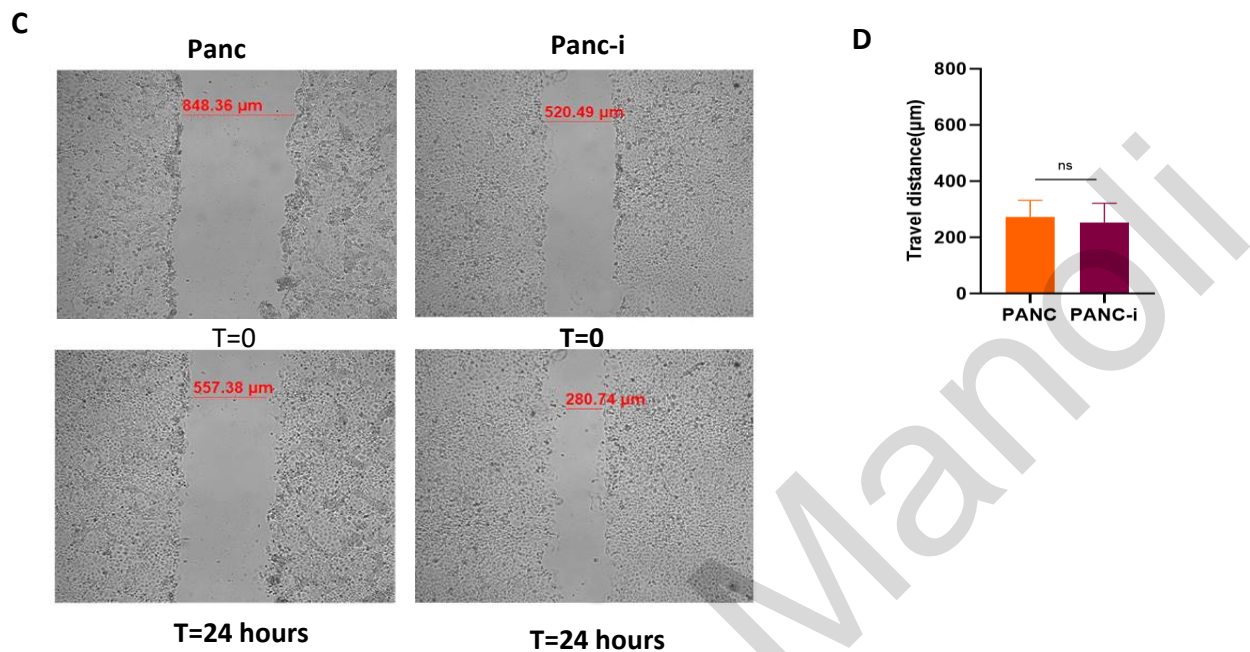 C
Panc
Panc-i
848.36 µm
520.49 µm
T=0
T=0
557.38 µm
280.74 µm
T=24 hours
T=24 hours
D
Travel distance(µm)
800
600
400
200
0
ns
PANC
PANC-i
Manoli